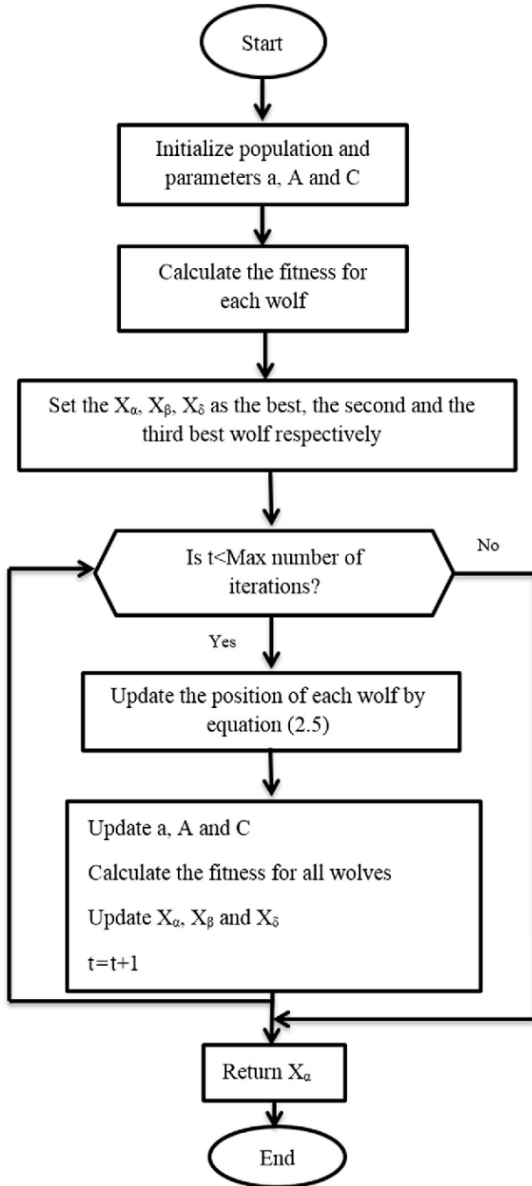 Start
Initialize population and
parameters a, A and C
Calculate the fitness for
each wolf
Set the Xα, Xβ, Xδ as the best, the second and the
third best wolf respectively
Is t<Max number of
iterations?
No
Yes
Update the position of each wolf by
equation (2.5)
Update a, A and C
Calculate the fitness for all wolves
Update Xα, Xβ and Xδ
t=t+1
Return Xα
End